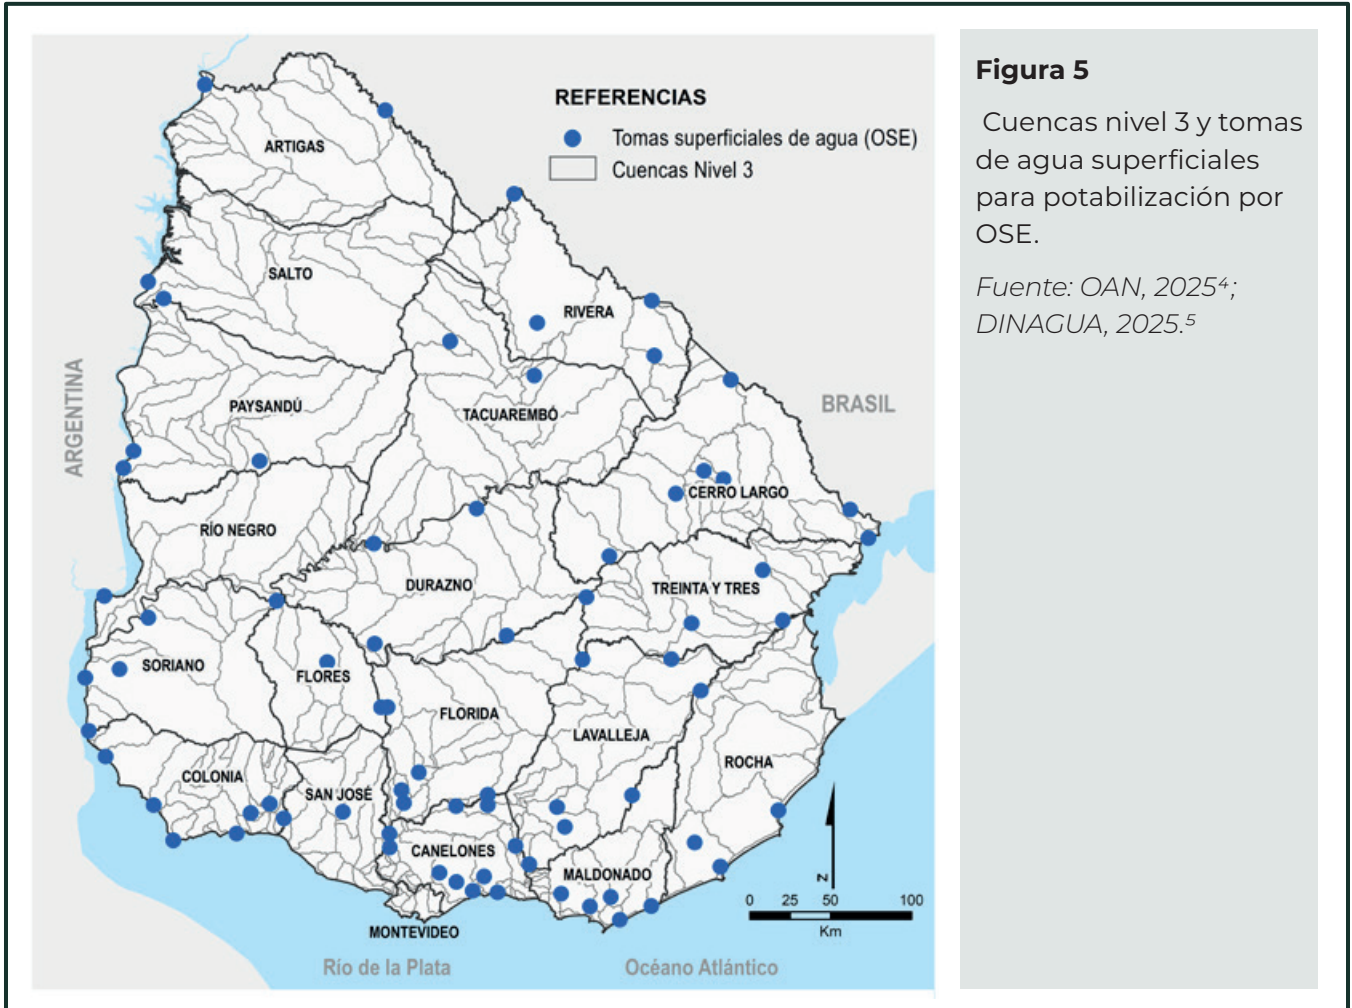 REFERENCIAS
Tomas superficiales de agua (OSE)
Cuencas Nivel 3
ARTIGAS
SALTO
RIVERA
PAYSANDÚ
TACUAREMBÓ
ARGENTINA
BRASIL
CERRO LARGO
RÍO NEGRO
DURAZNO
TREINTA Y TRES
SORIANO
FLORES
FLORIDA
LAVALLEJA
ROCHA
COLONIA
SAN JOSÉ
CANELONES
MALDONADO
MONTEVIDEO
Río de la Plata
Océano Atlántico
N
0 25 50 100
Km
Figura 5
Cuencas nivel 3 y tomas
de agua superficiales
para potabilización por
OSE.
Fuente: OAN, 2025⁴;
DINAGUA, 2025.⁵